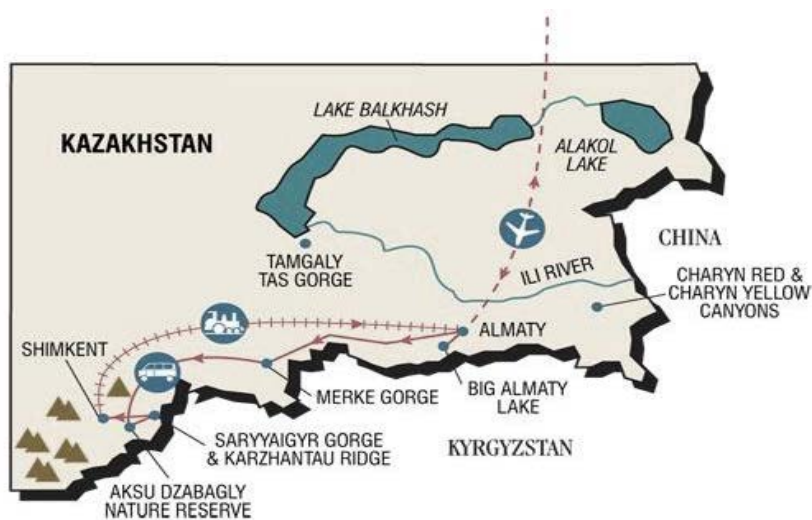 LAKE BALKHASH
KAZAKHSTAN
ALAKOL
LAKE
CHINA
TAMGALY
TAS GORGE
ILI RIVER
CHARYN RED &
CHARYN YELLOW
CANYONS
ALMATY
SHIMKENT
MERKE GORGE
BIG ALMATY
LAKE
SARYYAIGYR GORGE
& KARZHANTAU RIDGE
KYRGYZSTAN
AKSU DZABAGLY
NATURE RESERVE